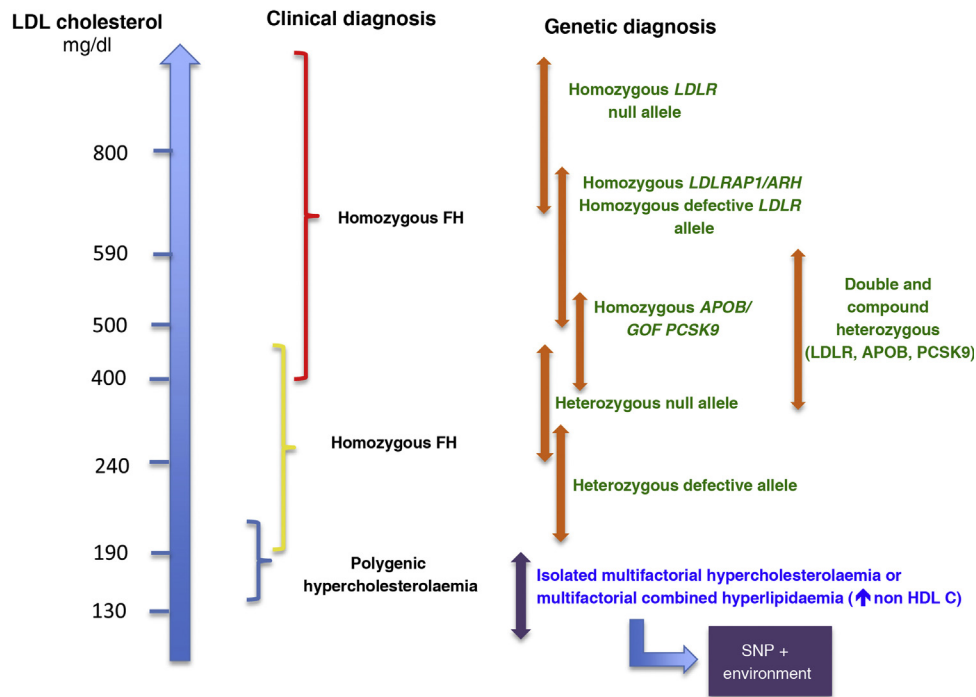 LDL cholesterol
mg/dl
Clinical diagnosis
Genetic diagnosis
800
590
500
400
240
190
130
Homozygous FH
Homozygous FH
Polygenic
hypercholesterolaemia
Homozygous LDLR
null allele
Homozygous LDLRAP1/ARH
Homozygous defective LDLR
allele
Homozygous APOB/
GOF PCSK9
Double and
compound
heterozygous
(LDLR, APOB, PCSK9)
Heterozygous null allele
Heterozygous defective allele
Isolated multifactorial hypercholesterolaemia or
multifactorial combined hyperlipidaemia (↑ non HDL C)
SNP +
environment